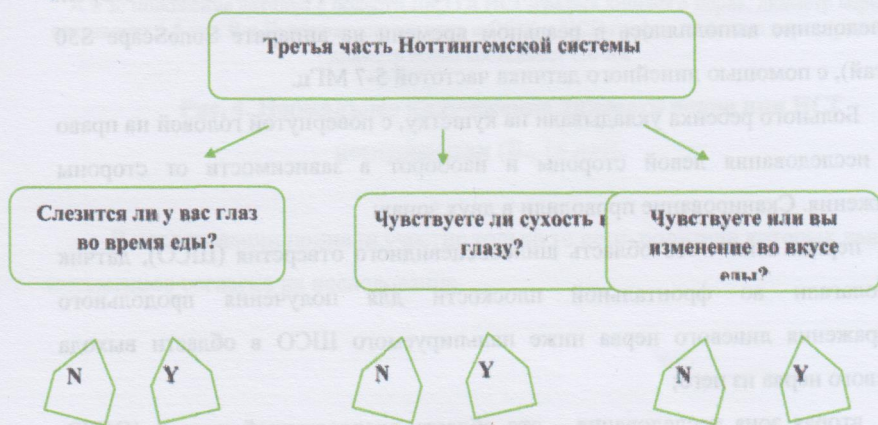 Третья часть Ноттингемской системы
Слезится ли у вас глаз
во время еды?
Чувствуете ли сухость
глазу?
Чувствуете или вы
изменение во вкусе
еды?
N
Y
N
Y
N
Y